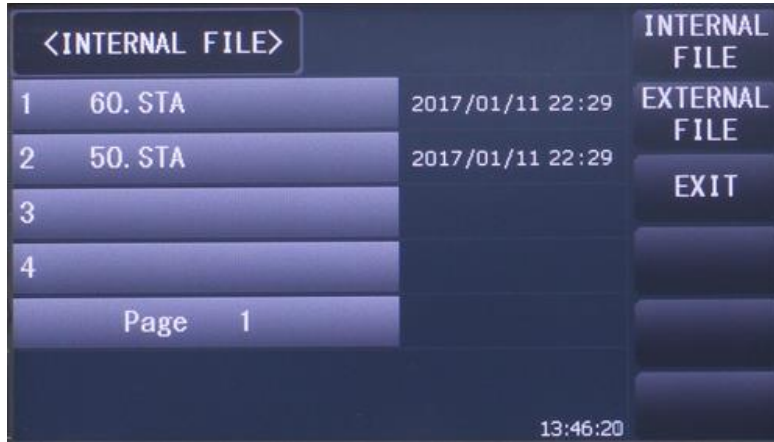 <INTERNAL FILE>
INTERNAL
FILE
1 60.STA 2017/01/11 22:29
EXTERNAL
FILE
2 50.STA 2017/01/11 22:29
EXIT
3
4
Page 1
13:46:20